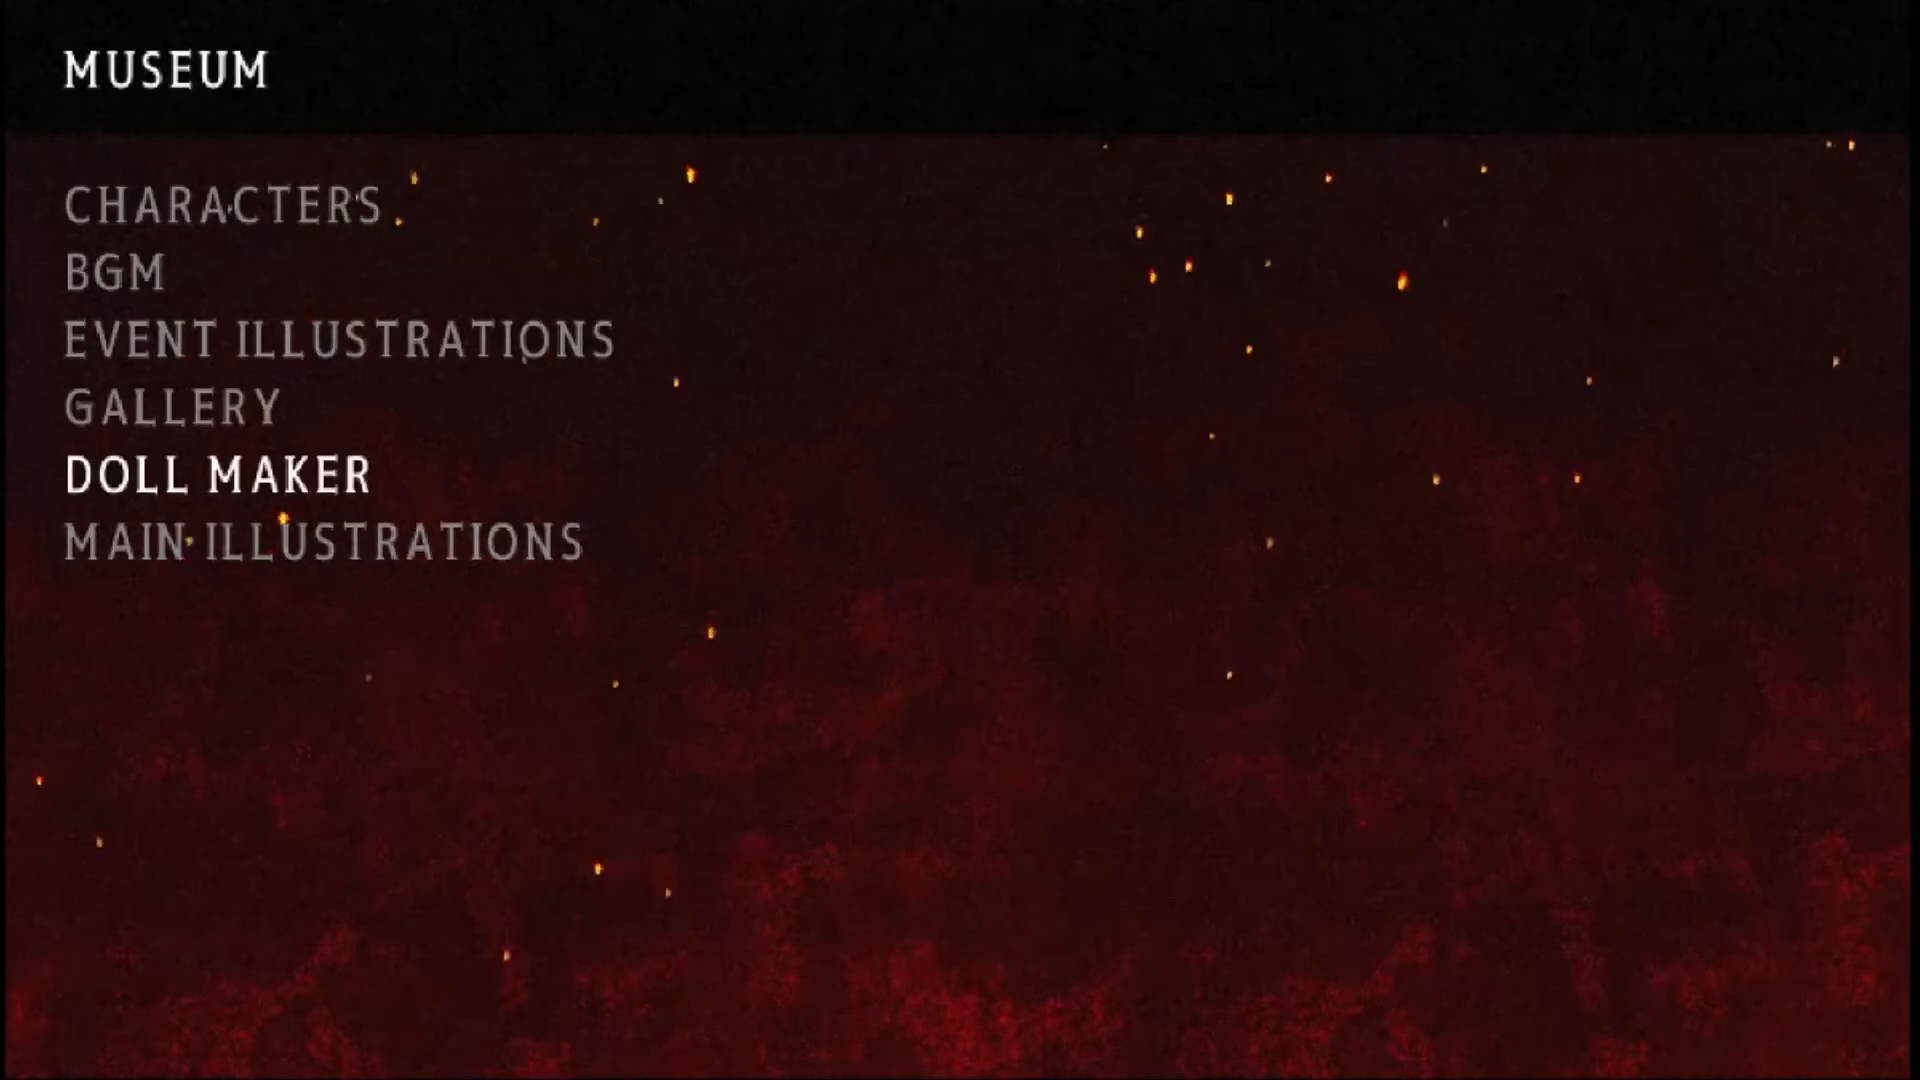 MUSEUM
CHARACTERS
BGM
EVENT ILLUSTRATIONS
GALLERY
DOLL MAKER
MAIN ILLUSTRATIONS